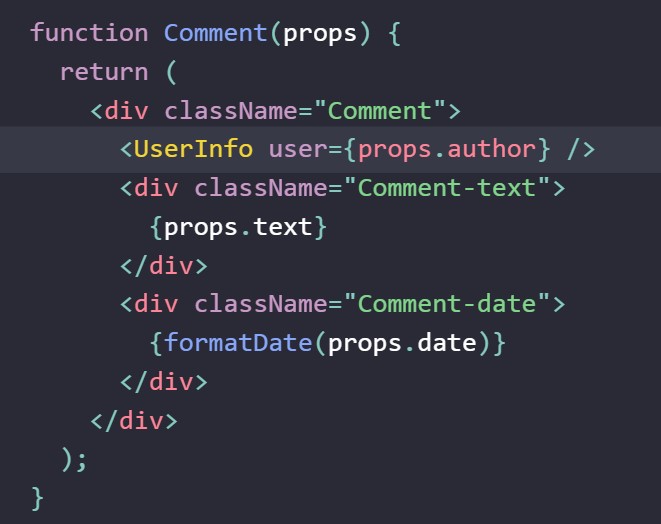 function Comment(props) {
  return (
    <div className="Comment">
      <UserInfo user={props.author} />
      <div className="Comment-text">
        {props.text}
      </div>
      <div className="Comment-date">
        {formatDate(props.date)}
      </div>
    </div>
  );
}